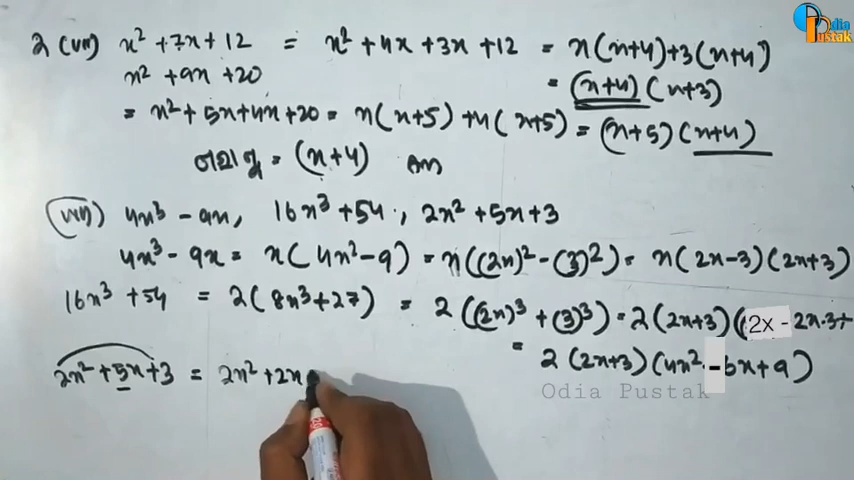 Odia Pustak
2 (vii) x² + 7x + 12 = x² + 4x + 3x + 12 = x(x+4) + 3(x+4)
x² + 9x + 20
= (x+4)(x+3)
= x² + 5x + 4x + 20 = x(x+5) + 4(x+5) = (x+5)(x+4)
= (x+4) Ans
(viii) 4x³ - 9x, 16x³ + 54, 2x² + 5x + 3
4x³ - 9x = x(4x² - 9) = x((2x)² - (3)²) = x(2x-3)(2x+3)
16x³ + 54 = 2(8x³ + 27) = 2((2x)³ + (3)³) = 2(2x+3)(2x - 2x·3+
= 2(2x+3)(4x² - 6x + 9)
2x² + 5x + 3 = 2x² + 2x
Odia Pustak